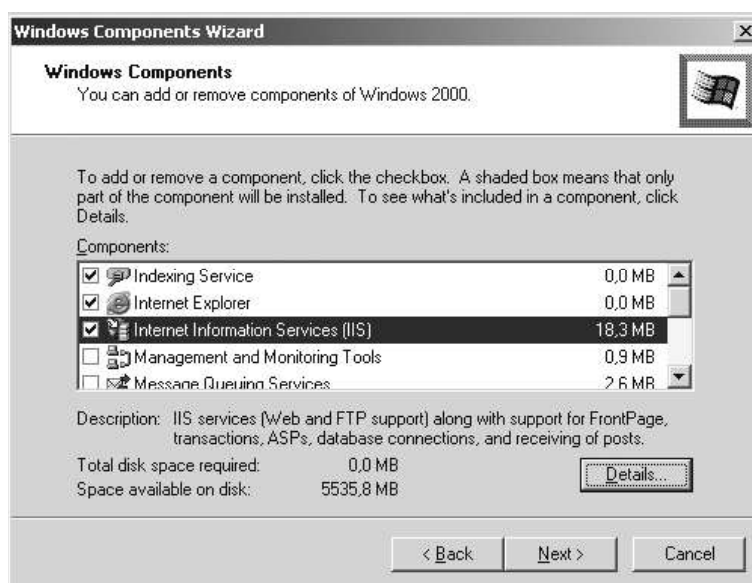 Windows Components Wizard
Windows Components
You can add or remove components of Windows 2000.
To add or remove a component, click the checkbox. A shaded box means that only
part of the component will be installed. To see what's included in a component, click
Details.
Components:
Indexing Service 0,0 MB
Internet Explorer 0,0 MB
Internet Information Services (IIS) 18,3 MB
Management and Monitoring Tools 0,9 MB
Message Queuing Services 2,6 MB
Description: IIS services (Web and FTP support) along with support for FrontPage,
transactions, ASPs, database connections, and receiving of posts.
Total disk space required: 0,0 MB
Space available on disk: 5535,8 MB
Details...
< Back Next > Cancel